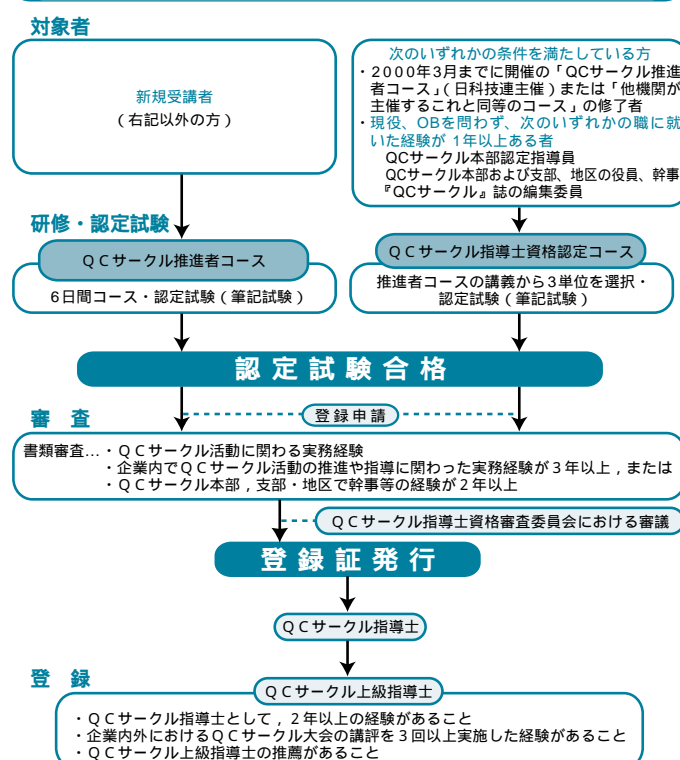 対象者
新規受講者
（右記以外の方）
次のいずれかの条件を満たしている方
・2000年3月までに開催の「QCサークル推進
者コース」（日科技連主催）または「他機関が
主催するこれと同等のコース」の修了者
・現役、OBを問わず、次のいずれかの職に就
いた経験が 1年以上ある者
QCサークル本部認定指導員
QCサークル本部および支部、地区の役員、幹事
『QCサークル』誌の編集委員
研修・認定試験
ＱＣサークル推進者コース
6日間コース・認定試験（筆記試験）
ＱＣサークル指導士資格認定コース
推進者コースの講義から3単位を選択・
認定試験（筆記試験）
認定試験合格
審　査
登録申請
書類審査…・ＱＣサークル活動に関わる実務経験
・企業内でＱＣサークル活動の推進や指導に関わった実務経験が３年以上，または
・ＱＣサークル本部，支部・地区で幹事等の経験が２年以上
ＱＣサークル指導士資格審査委員会における審議
登録証発行
ＱＣサークル指導士
登　録
ＱＣサークル上級指導士
・ＱＣサークル指導士として，２年以上の経験があること
・企業内外におけるＱＣサークル大会の講評を３回以上実施した経験があること
・ＱＣサークル上級指導士の推薦があること